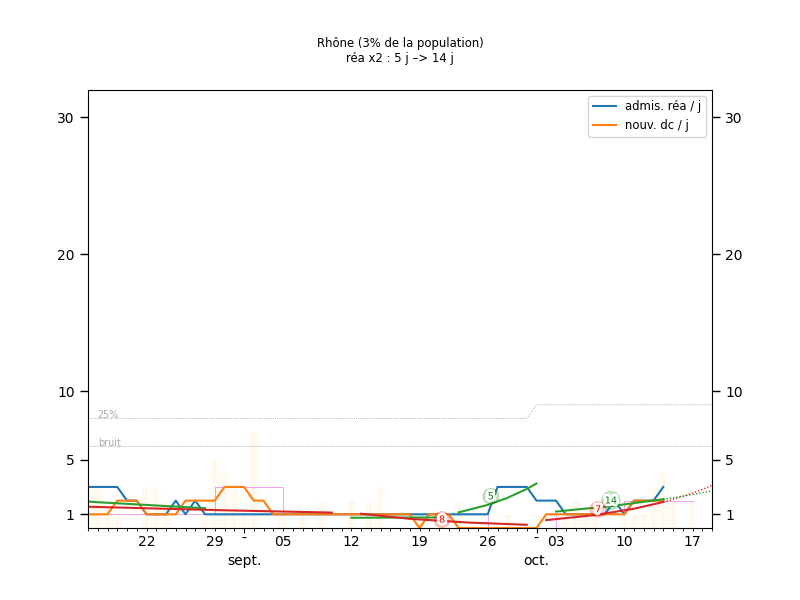 Rhône (3% de la population)
réa x2 : 5 j –> 14 j
admis. réa / j
nouv. dc / j
30 30
20 20
10 10
25%
bruit
5 5
5
14
7
8
1 1
22 29 - 05 12 19 26 - 03 10 17
sept. oct.